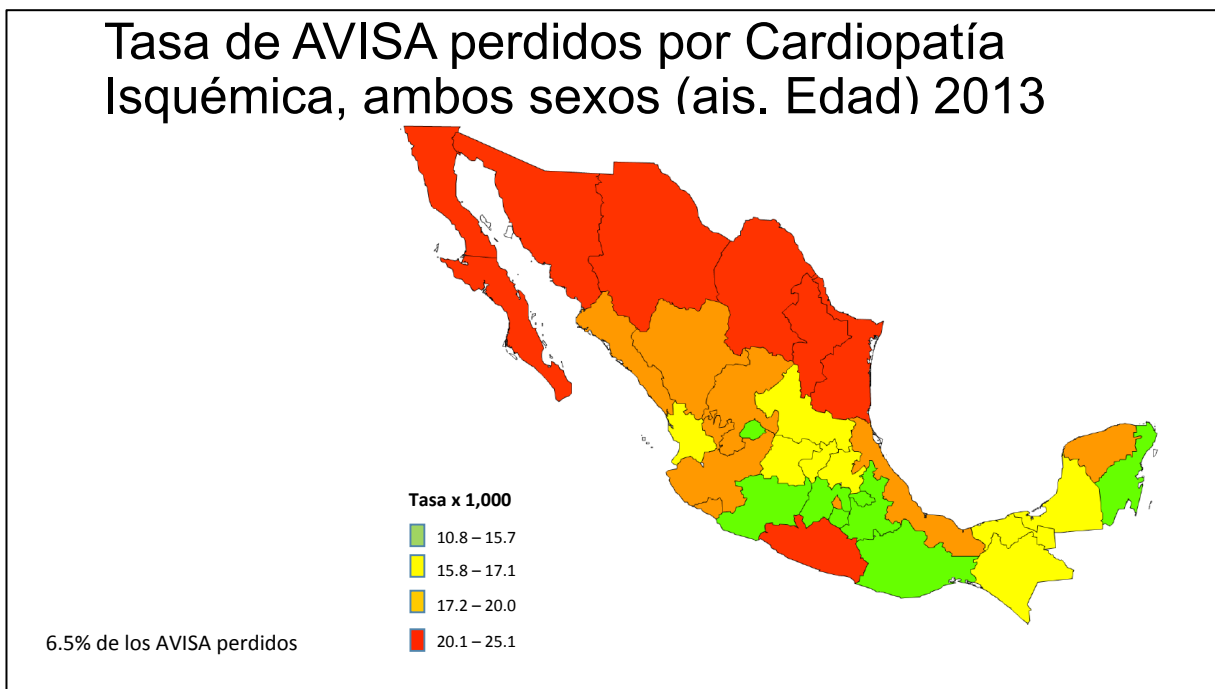 Tasa de AVISA perdidos por Cardiopatía
Isquémica, ambos sexos (ajs. Edad) 2013
Tasa x 1,000
10.8 – 15.7
15.8 – 17.1
17.2 – 20.0
20.1 – 25.1
6.5% de los AVISA perdidos